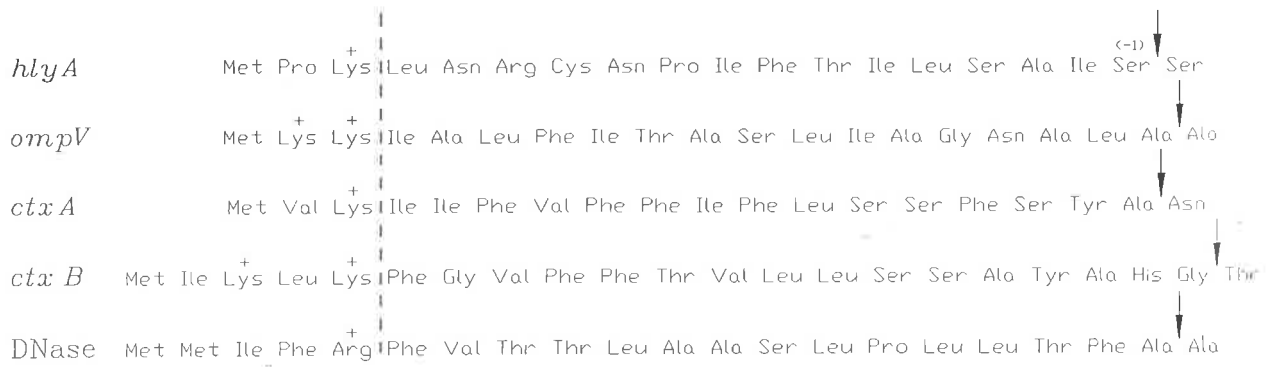 (-1)
+
hlyA Met Pro Lys Leu Asn Arg Cys Asn Pro Ile Phe Thr Ile Leu Ser Ala Ile Ser Ser
+ +
ompV Met Lys Lys Ile Ala Leu Phe Ile Thr Ala Ser Leu Ile Ala Gly Asn Ala Leu Ala Ala
+
ctxA Met Val Lys Ile Ile Phe Val Phe Phe Ile Phe Leu Ser Ser Phe Ser Tyr Ala Asn
+ +
ctx B Met Ile Lys Leu Lys Phe Gly Val Phe Phe Thr Val Leu Leu Ser Ser Ala Tyr Ala His Gly Thr
+
DNase Met Met Ile Phe Arg Phe Val Thr Thr Leu Ala Ala Ser Leu Pro Leu Leu Thr Phe Ala Ala